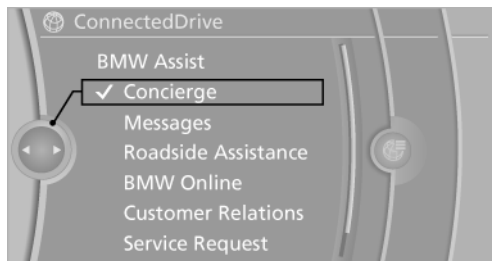 ConnectedDrive
BMW Assist
Concierge
Messages
Roadside Assistance
BMW Online
Customer Relations
Service Request